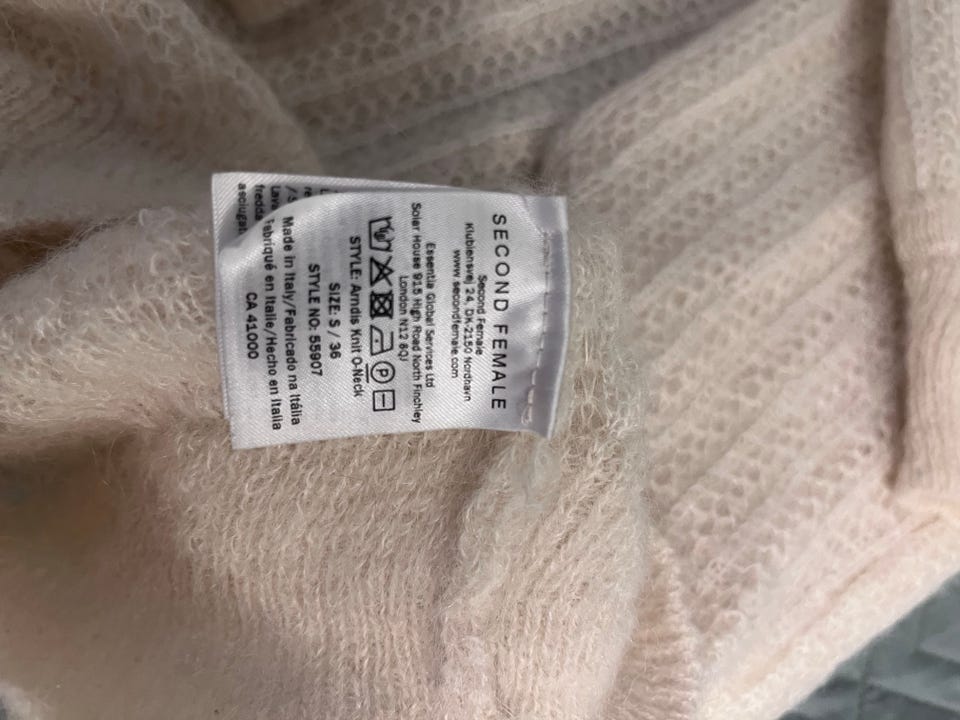 SECOND FEMALE
Second Female
Klubiensvej 24, DK-2150 Nordhavn
www.secondfemale.com
Essentia Global Services Ltd
Solar House 915 High Road North Finchley
London N12 8QJ
P
STYLE: Arndis Knit O-Neck
SIZE: S / 36
STYLE NO: 55907
Made in Italy/Fabricado na Itália
Fabriqué en Italie/Hecho en Italia
CA 41000